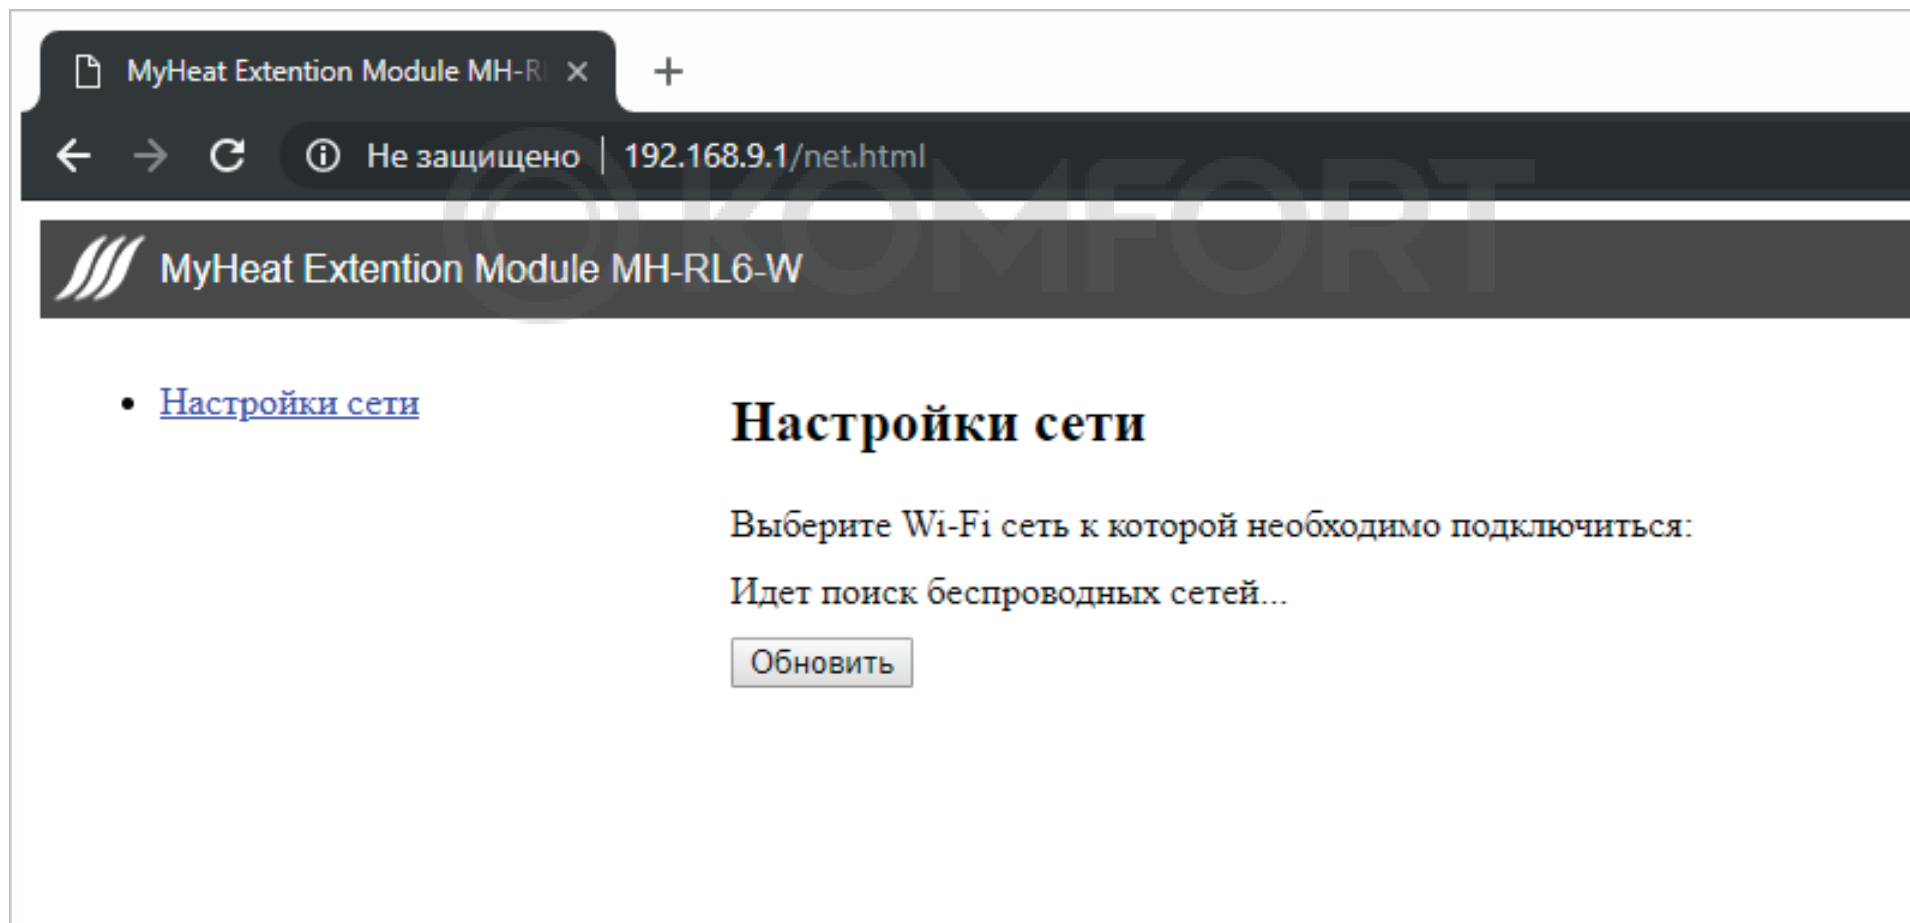 MyHeat Extention Module MH-R
Не защищено | 192.168.9.1/net.html
©KOMFORT
MyHeat Extention Module MH-RL6-W
Настройки сети
Настройки сети
Выберите Wi-Fi сеть к которой необходимо подключиться:
Идет поиск беспроводных сетей...
Обновить